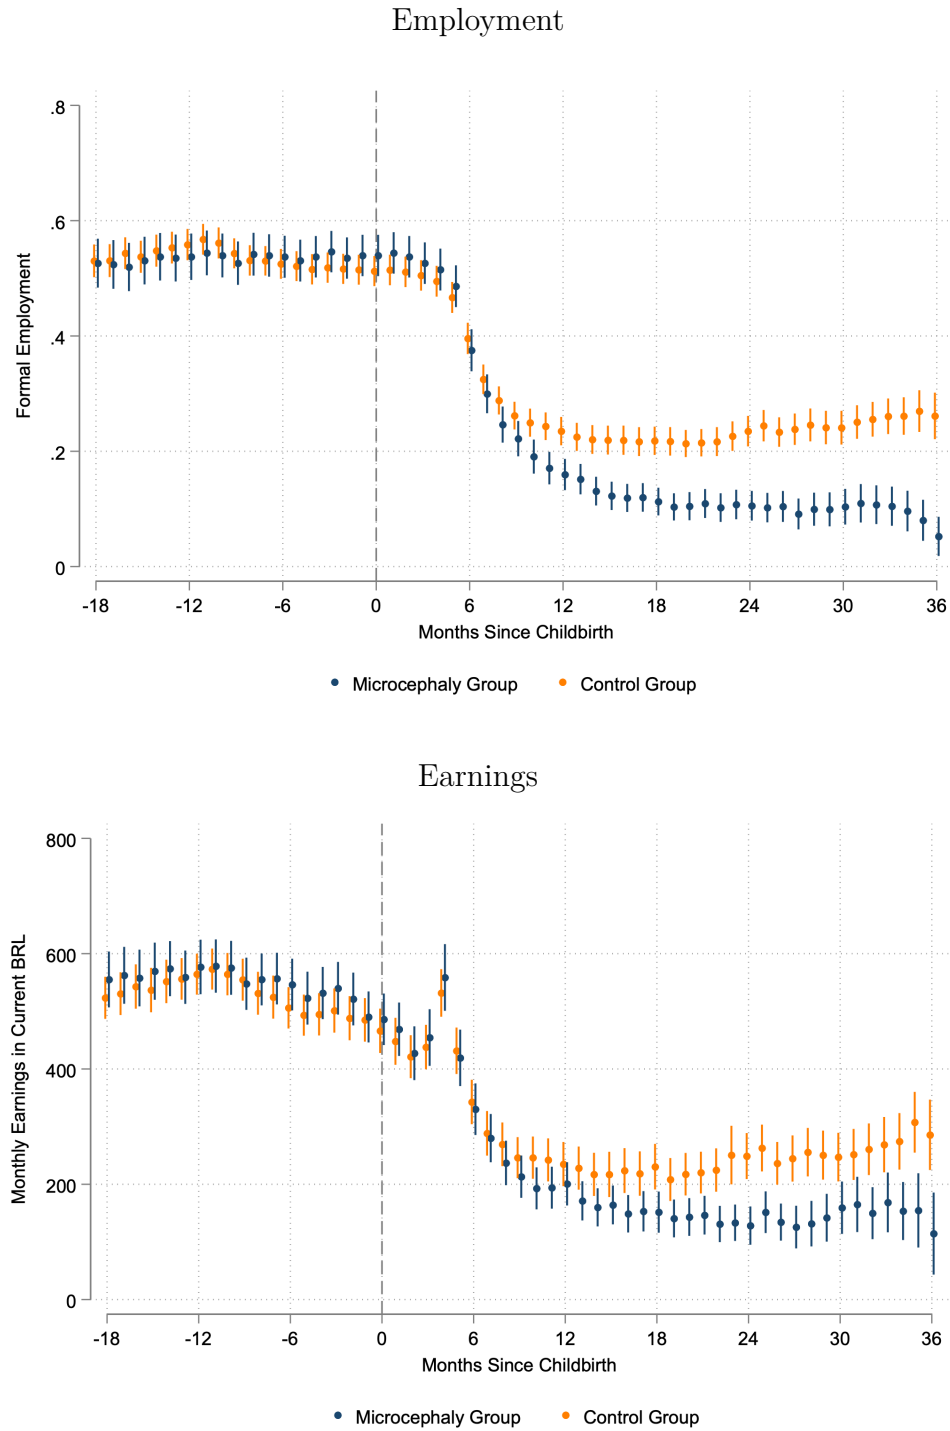 Employment
.8
.6
.4
.2
0
Formal Employment
-18 -12 -6 0 6 12 18 24 30 36
Months Since Childbirth
Microcephaly Group Control Group
Earnings
800
600
400
200
0
Monthly Earnings in Current BRL
-18 -12 -6 0 6 12 18 24 30 36
Months Since Childbirth
Microcephaly Group Control Group